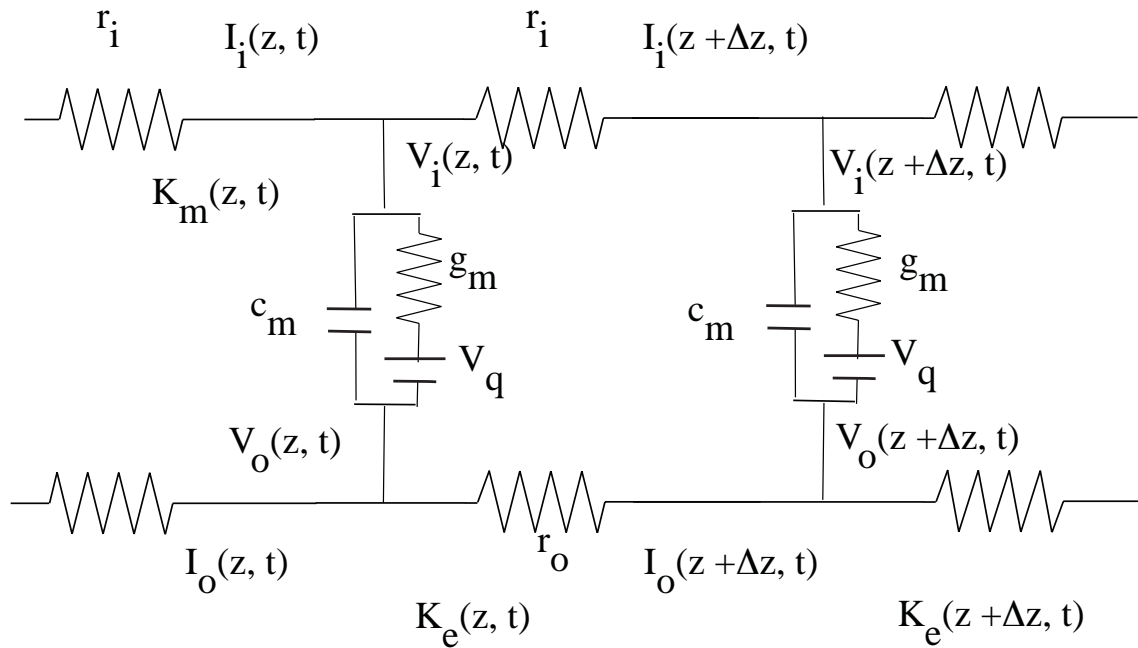 r_i I_i(z, t) r_i I_i(z +Δz, t)
V_i(z, t) V_i(z +Δz, t)
K_m(z, t)
g_m g_m
c_m c_m
V_q V_q
V_o(z, t) V_o(z +Δz, t)
I_o(z, t) r_o I_o(z +Δz, t)
K_e(z, t) K_e(z +Δz, t)